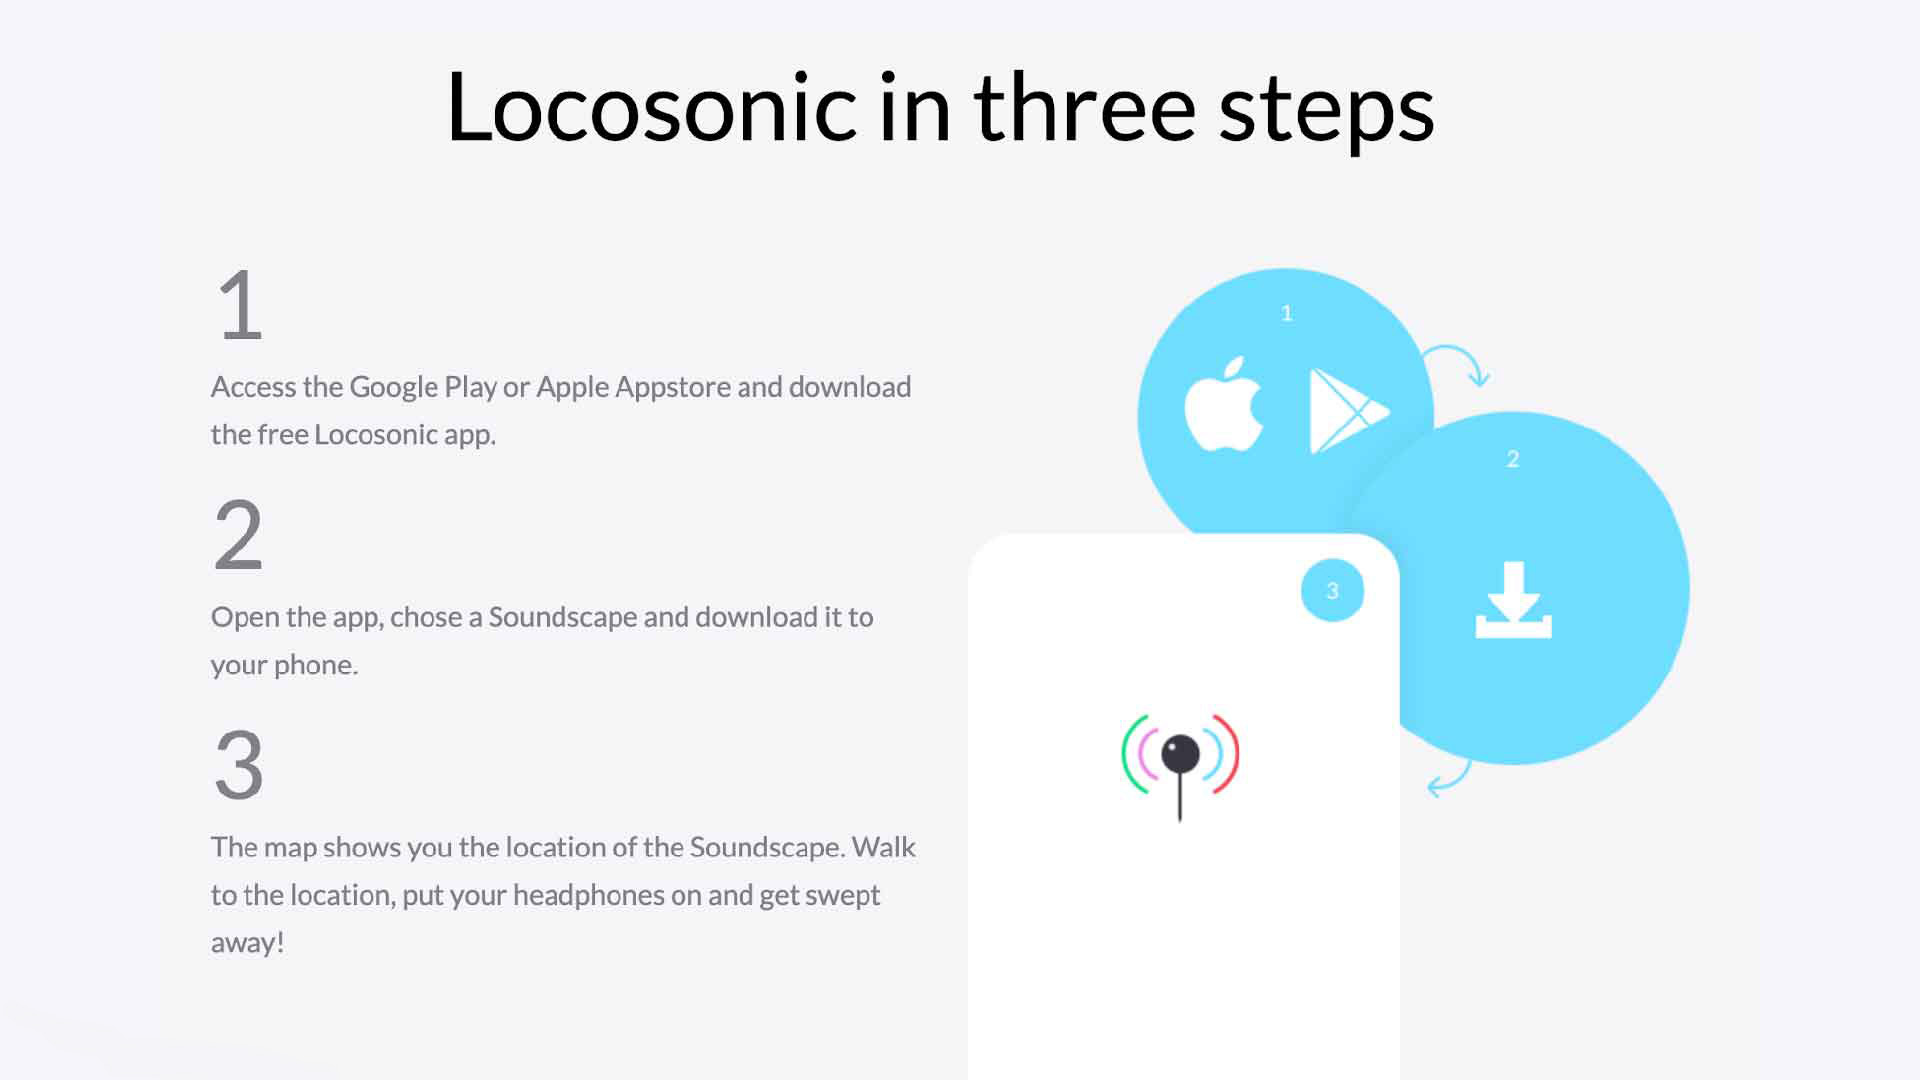 Locosonic in three steps
1
Access the Google Play or Apple Appstore and download
the free Locosonic app.
2
Open the app, chose a Soundscape and download it to
your phone.
3
The map shows you the location of the Soundscape. Walk
to the location, put your headphones on and get swept
away!
1
2
3